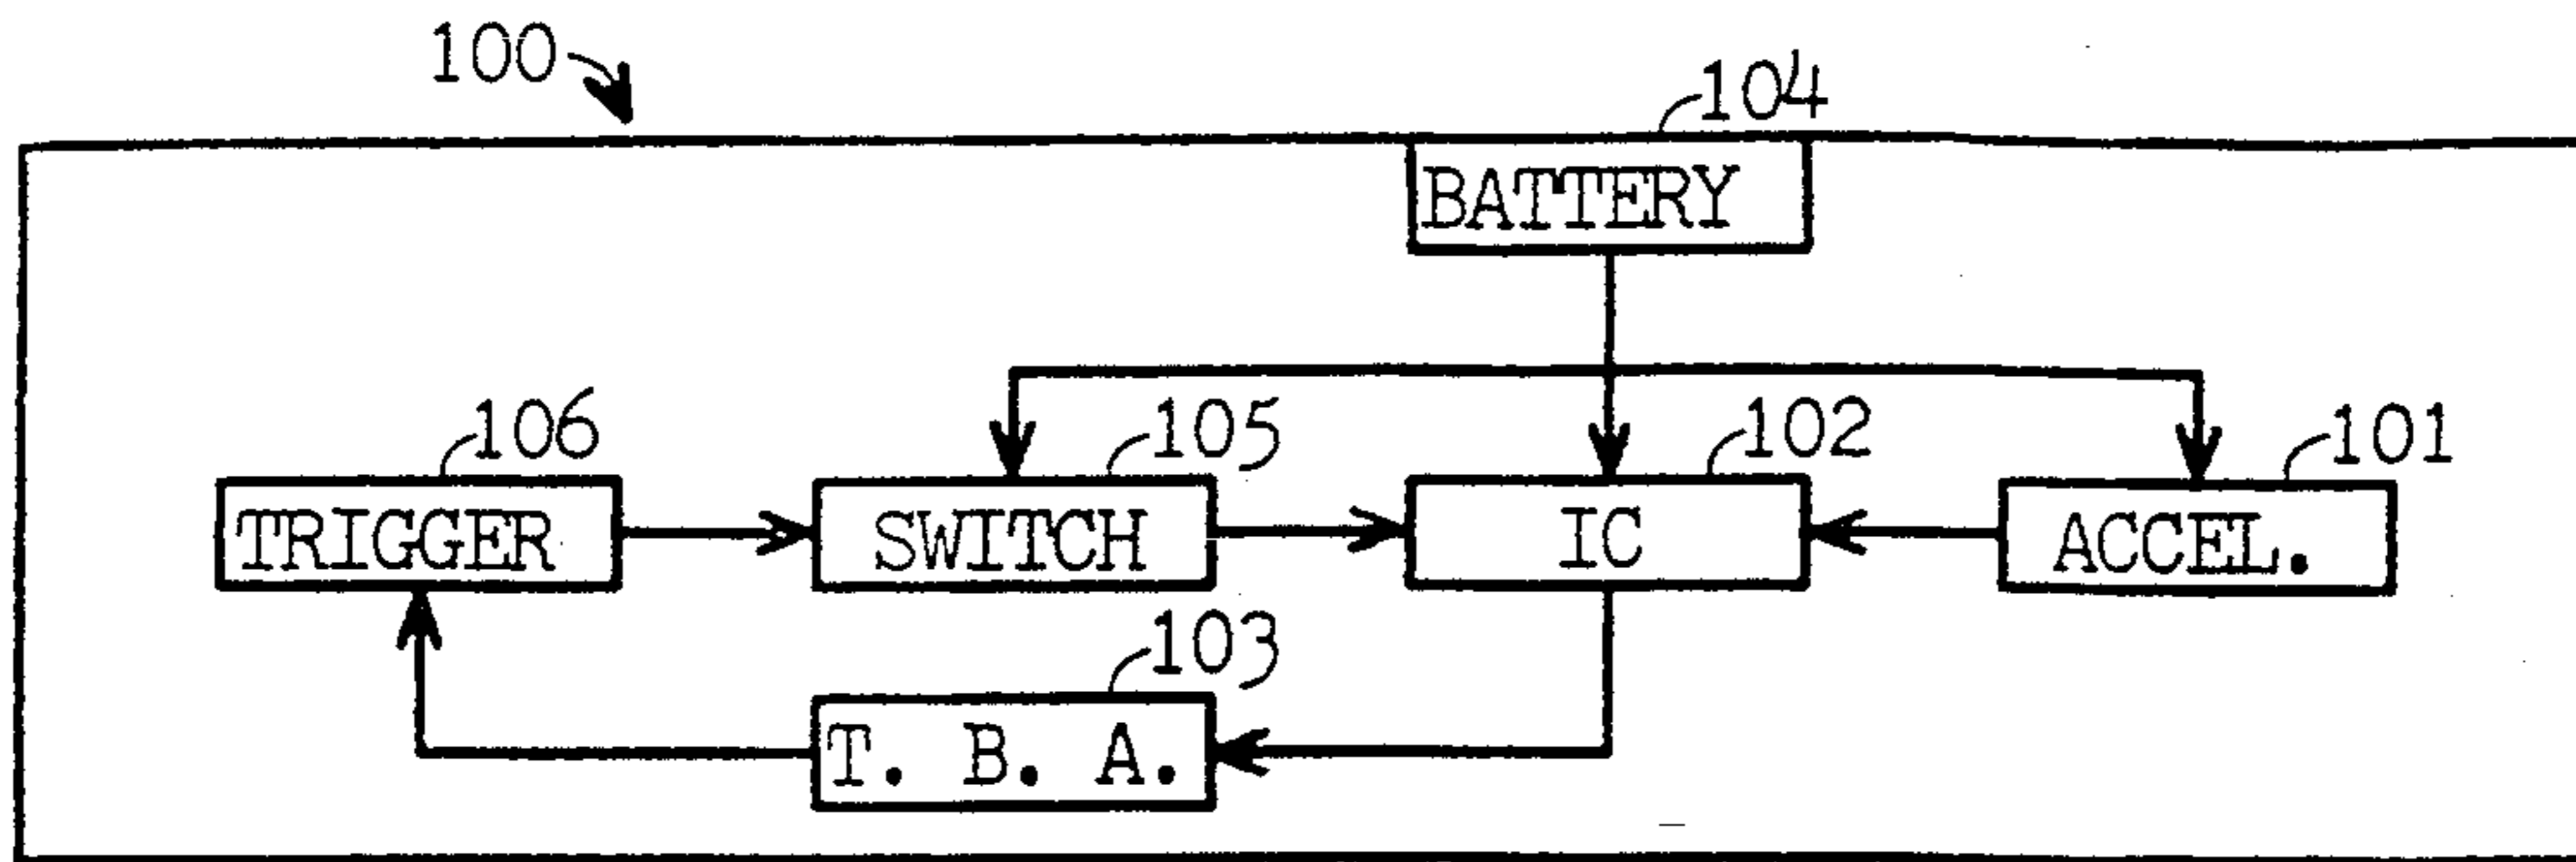 100
104
BATTERY
106
105
102
101
TRIGGER
SWITCH
IC
ACCEL.
103
T. B. A.